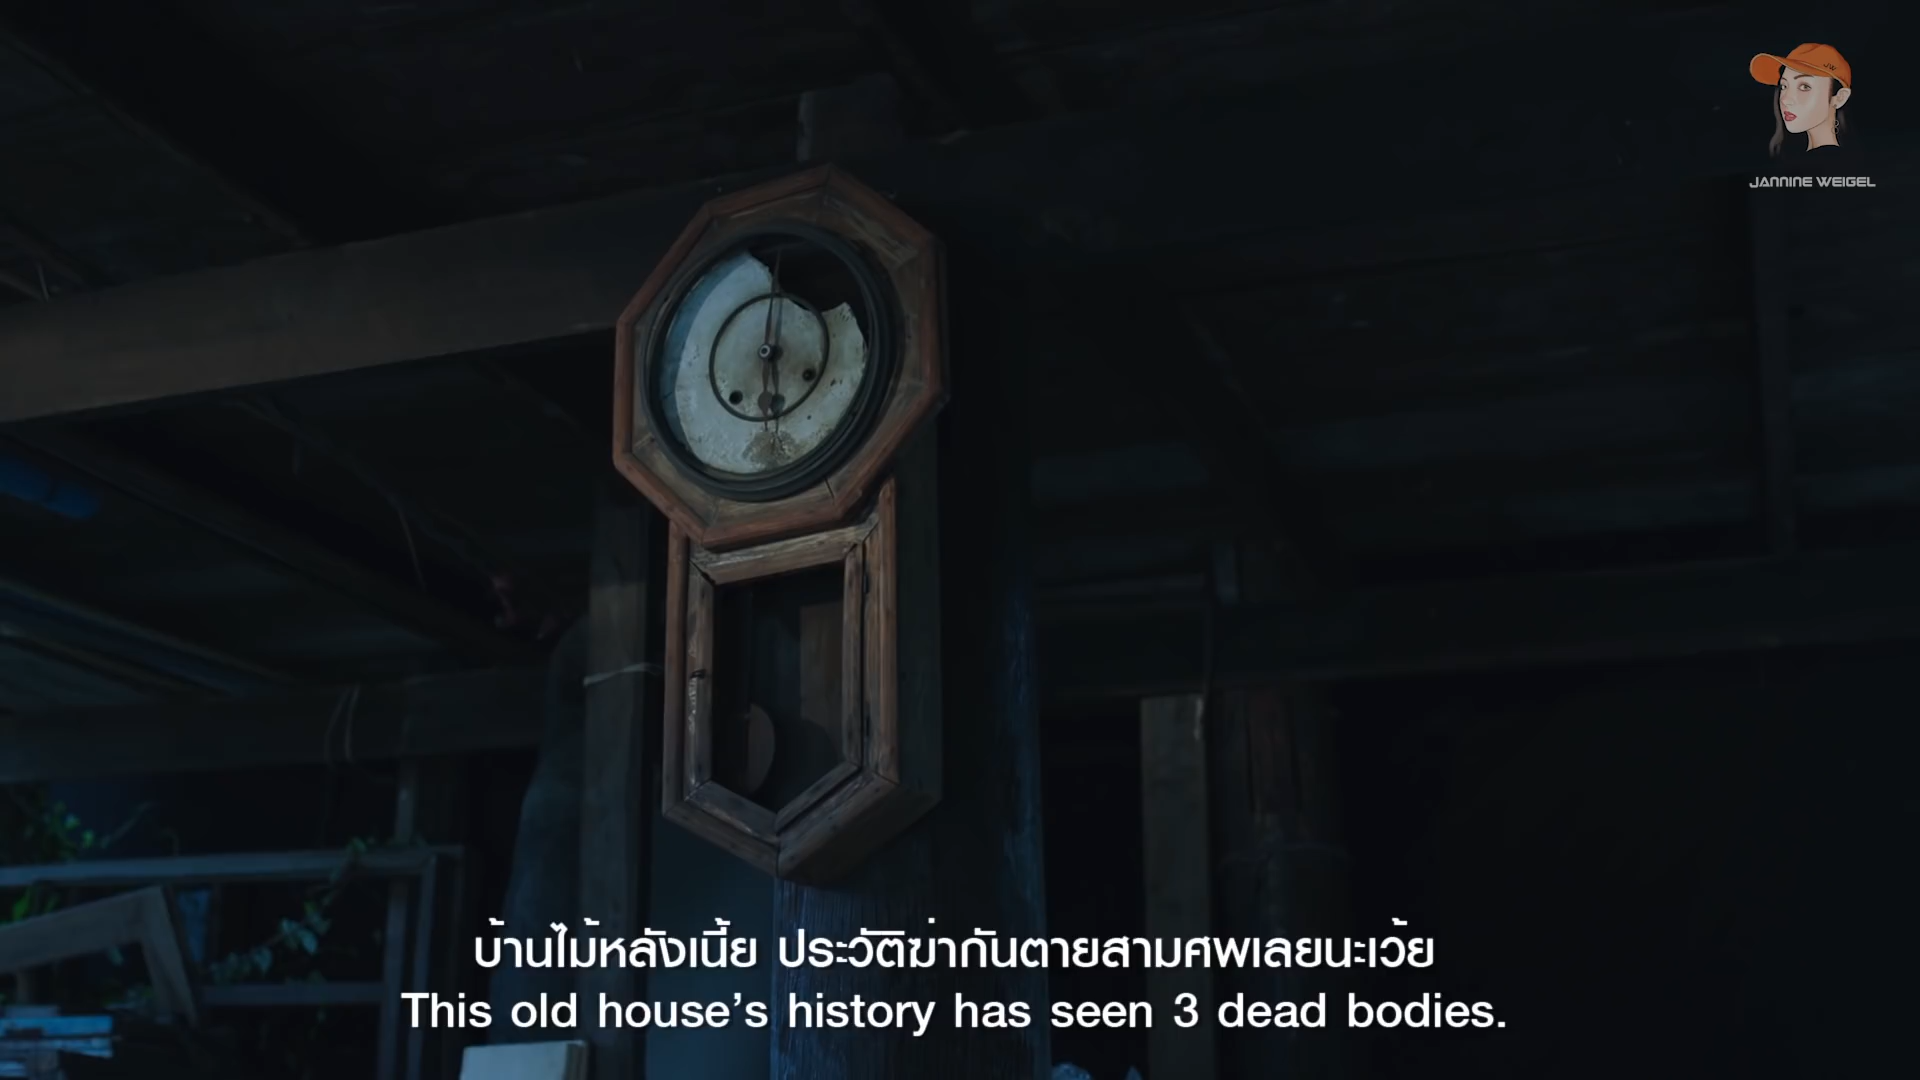 JANNINE WEIGEL
บ้านไม้หลังเนี้ย ประวัติฆ่ากันตายสามศพเลยนะเว้ย
This old house’s history has seen 3 dead bodies.